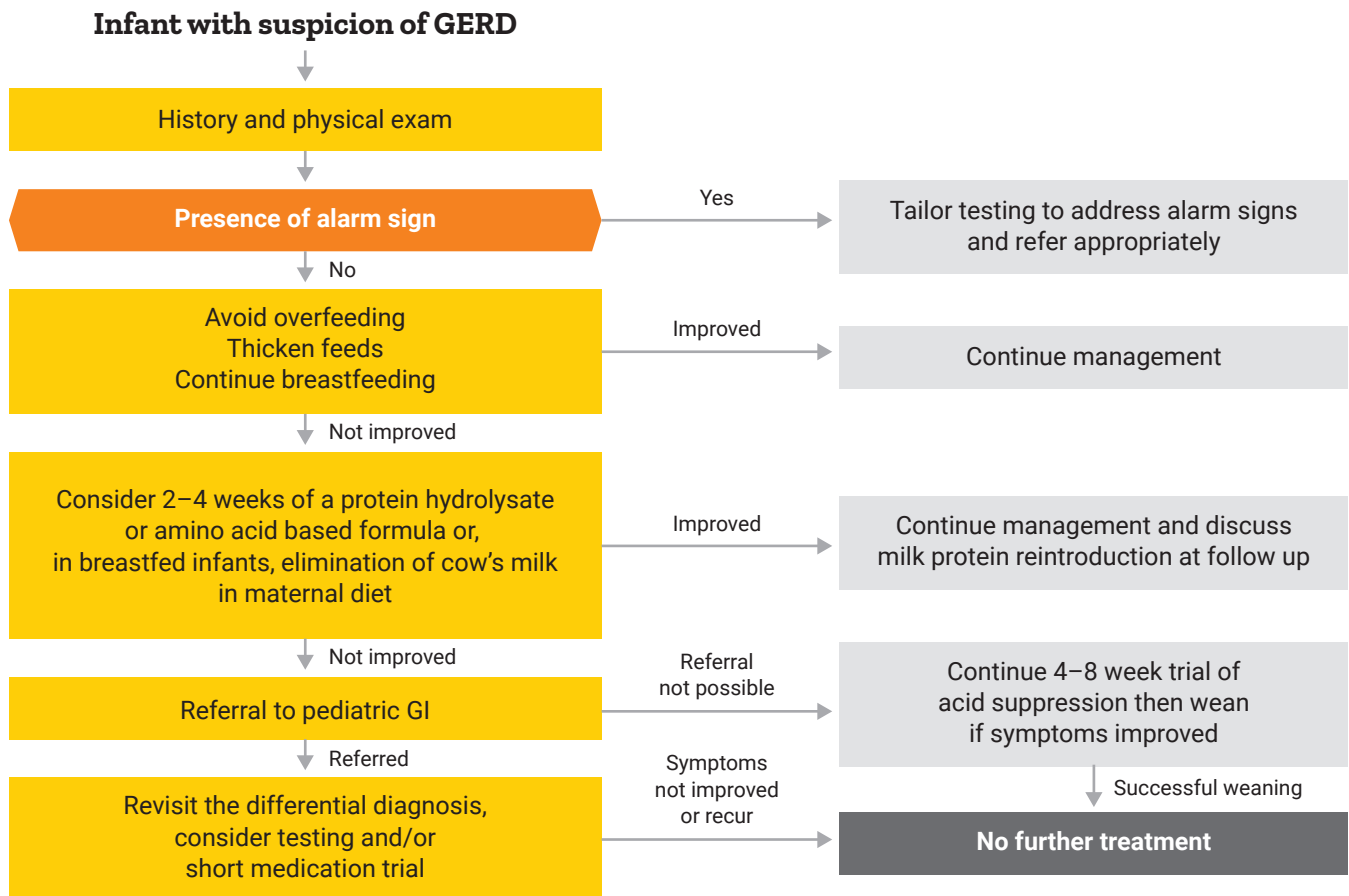 Infant with suspicion of GERD
History and physical exam
Presence of alarm sign
Yes
Tailor testing to address alarm signs
and refer appropriately
No
Avoid overfeeding
Thicken feeds
Continue breastfeeding
Improved
Continue management
Not improved
Consider 2–4 weeks of a protein hydrolysate
or amino acid based formula or,
in breastfed infants, elimination of cow's milk
in maternal diet
Improved
Continue management and discuss
milk protein reintroduction at follow up
Not improved
Referral to pediatric GI
Referral
not possible
Continue 4–8 week trial of
acid suppression then wean
if symptoms improved
Referred
Successful weaning
Revisit the differential diagnosis,
consider testing and/or
short medication trial
Symptoms
not improved
or recur
No further treatment